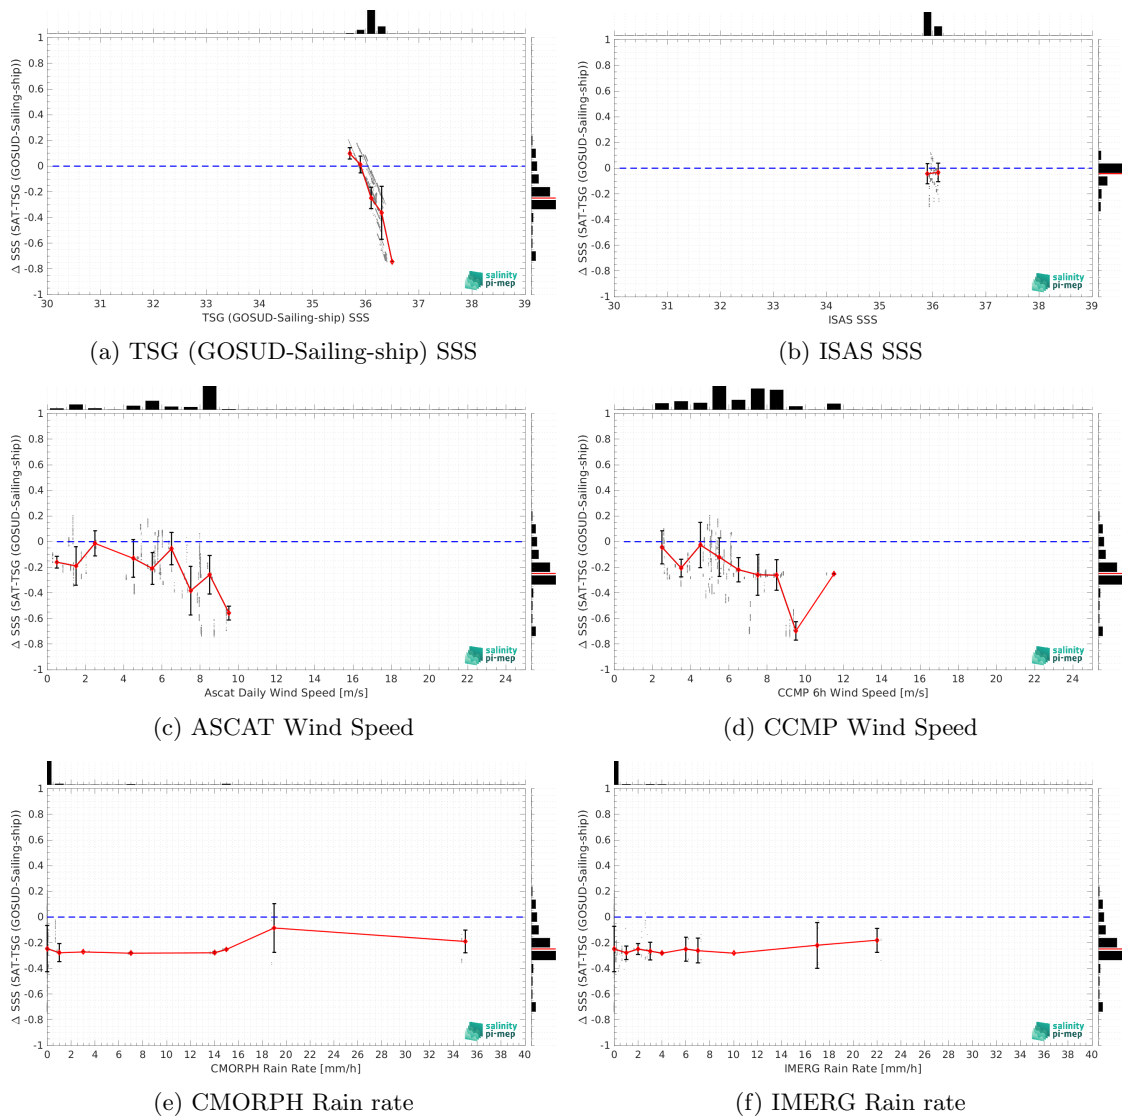 1
0.8
0.6
0.4
0.2
0
-0.2
-0.4
-0.6
-0.8
-1
Δ SSS (SAT-TSG (GOSUD-Sailing-ship))
salinity
pi-mep
30 31 32 33 34 35 36 37 38 39
TSG (GOSUD-Sailing-ship) SSS
(a) TSG (GOSUD-Sailing-ship) SSS
1
0.8
0.6
0.4
0.2
0
-0.2
-0.4
-0.6
-0.8
-1
Δ SSS (SAT-TSG (GOSUD-Sailing-ship))
salinity
pi-mep
30 31 32 33 34 35 36 37 38 39
ISAS SSS
(b) ISAS SSS
1
0.8
0.6
0.4
0.2
0
-0.2
-0.4
-0.6
-0.8
-1
Δ SSS (SAT-TSG (GOSUD-Sailing-ship))
salinity
pi-mep
0 2 4 6 8 10 12 14 16 18 20 22 24
Ascat Daily Wind Speed [m/s]
(c) ASCAT Wind Speed
1
0.8
0.6
0.4
0.2
0
-0.2
-0.4
-0.6
-0.8
-1
Δ SSS (SAT-TSG (GOSUD-Sailing-ship))
salinity
pi-mep
0 2 4 6 8 10 12 14 16 18 20 22 24
CCMP 6h Wind Speed [m/s]
(d) CCMP Wind Speed
1
0.8
0.6
0.4
0.2
0
-0.2
-0.4
-0.6
-0.8
-1
Δ SSS (SAT-TSG (GOSUD-Sailing-ship))
salinity
pi-mep
0 2 4 6 8 10 12 14 16 18 20 22 24 26 28 30 32 34 36 38 40
CMORPH Rain Rate [mm/h]
(e) CMORPH Rain rate
1
0.8
0.6
0.4
0.2
0
-0.2
-0.4
-0.6
-0.8
-1
Δ SSS (SAT-TSG (GOSUD-Sailing-ship))
salinity
pi-mep
0 2 4 6 8 10 12 14 16 18 20 22 24 26 28 30 32 34 36 38 40
IMERG Rain Rate [mm/h]
(f) IMERG Rain rate